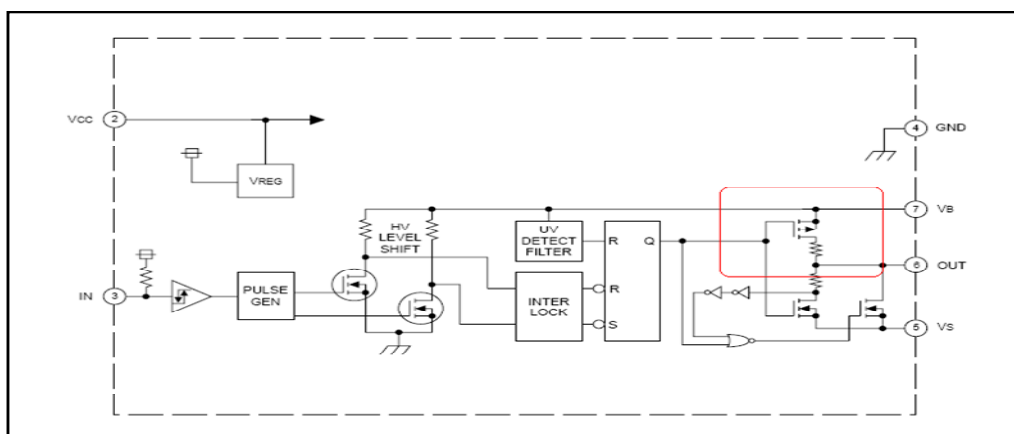 VCC 2
4 GND
VREG
HV
LEVEL
SHIFT
UV
DETECT
FILTER
R Q
7 VB
6 OUT
IN 3
PULSE
GEN
INTER
LOCK
R
S
5 VS